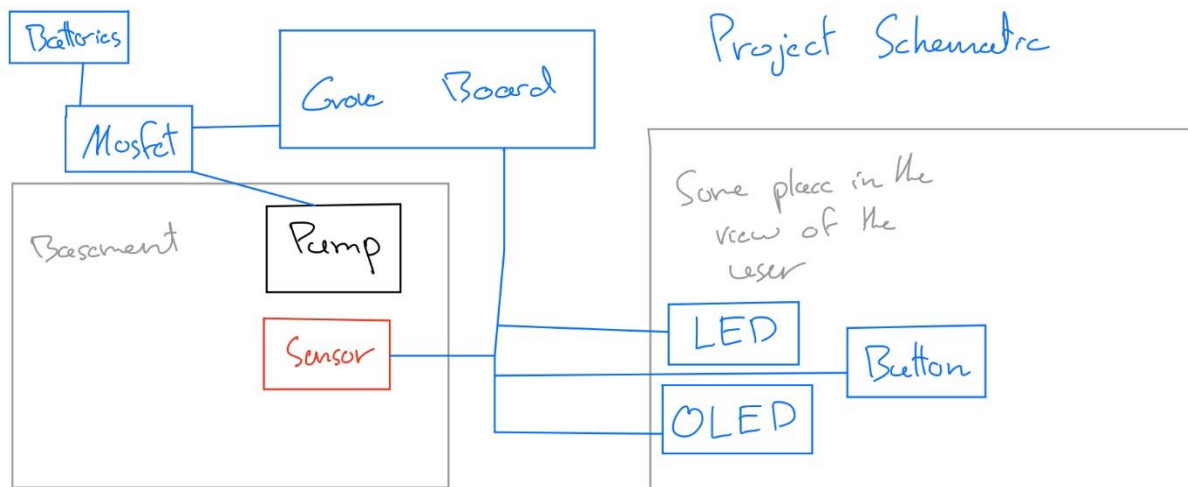 Batteries
Project Schematic
Grove Board
Mosfet
Some place in the
view of the
user
Basement
Pump
LED
Sensor
Button
OLED